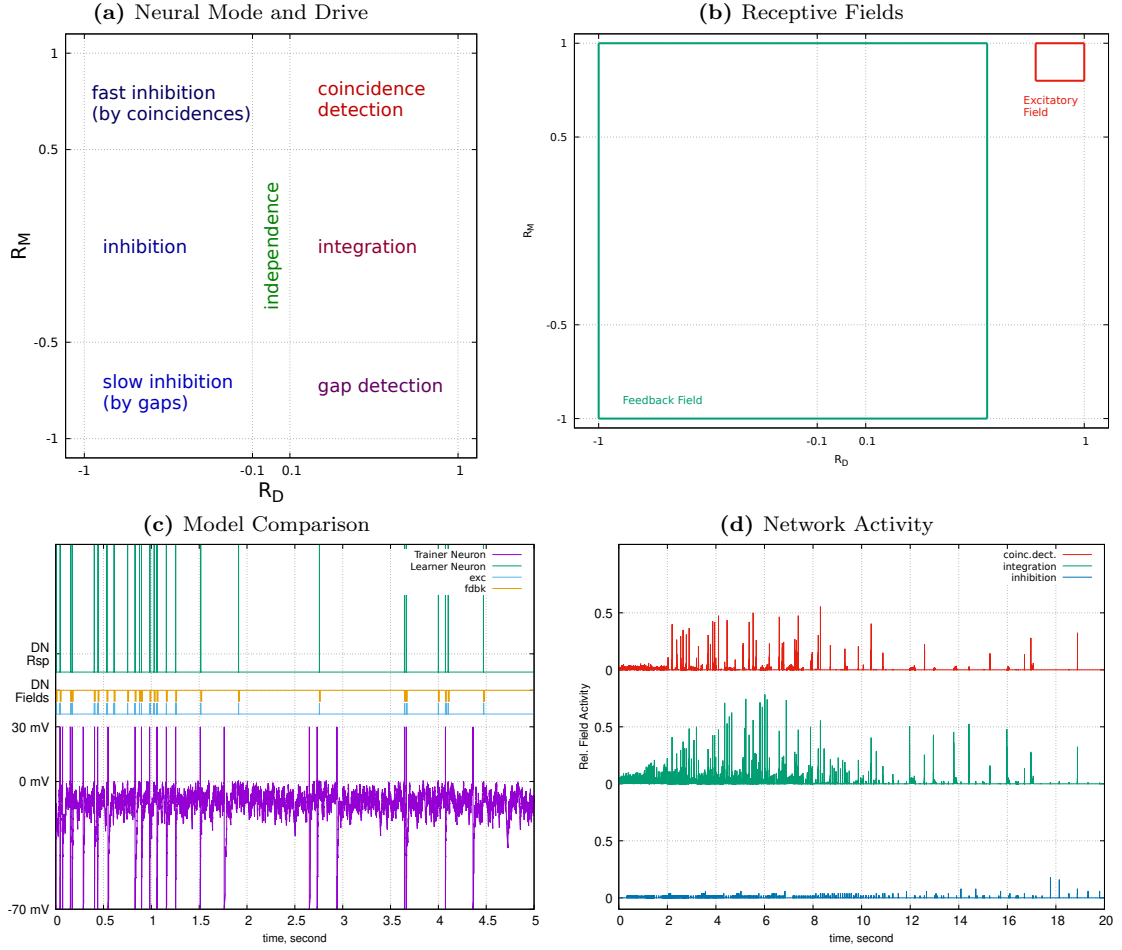 (a) Neural Mode and Drive
1
0.5
-0.5
-1
R_M
fast inhibition
(by coincidences)
coincidence
detection
inhibition
independence
integration
slow inhibition
(by gaps)
gap detection
-1
-0.1
0.1
1
R_D
(b) Receptive Fields
1
0.5
-0.5
-1
R_M
Excitatory
Field
Feedback Field
-1
-0.1
0.1
1
R_D
(c) Model Comparison
Trainer Neuron
Learner Neuron
exc
fdbk
DN
Rsp
DN
Fields
30 mV
0 mV
-70 mV
0 0.5 1 1.5 2 2.5 3 3.5 4 4.5 5
time, second
(d) Network Activity
coinc.dect.
integration
inhibition
0.5
0
0.5
0
0.5
0
Rel. Field Activity
0 2 4 6 8 10 12 14 16 18 20
time, second